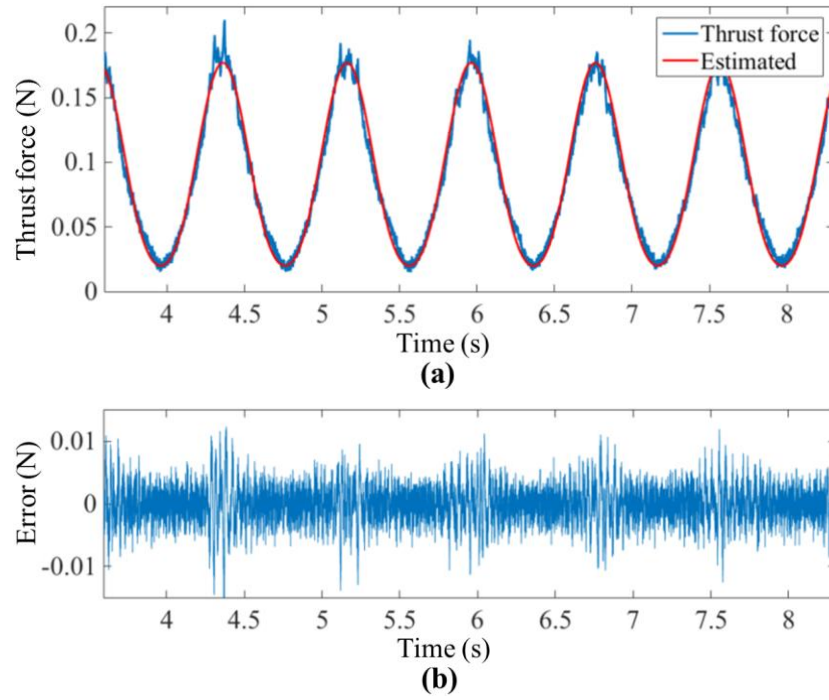 Thrust force
Estimated
0.2
0.15
0.1
0.05
0
Thrust force (N)
4 4.5 5 5.5 6 6.5 7 7.5 8
Time (s)
(a)
0.01
0
-0.01
Error (N)
4 4.5 5 5.5 6 6.5 7 7.5 8
Time (s)
(b)